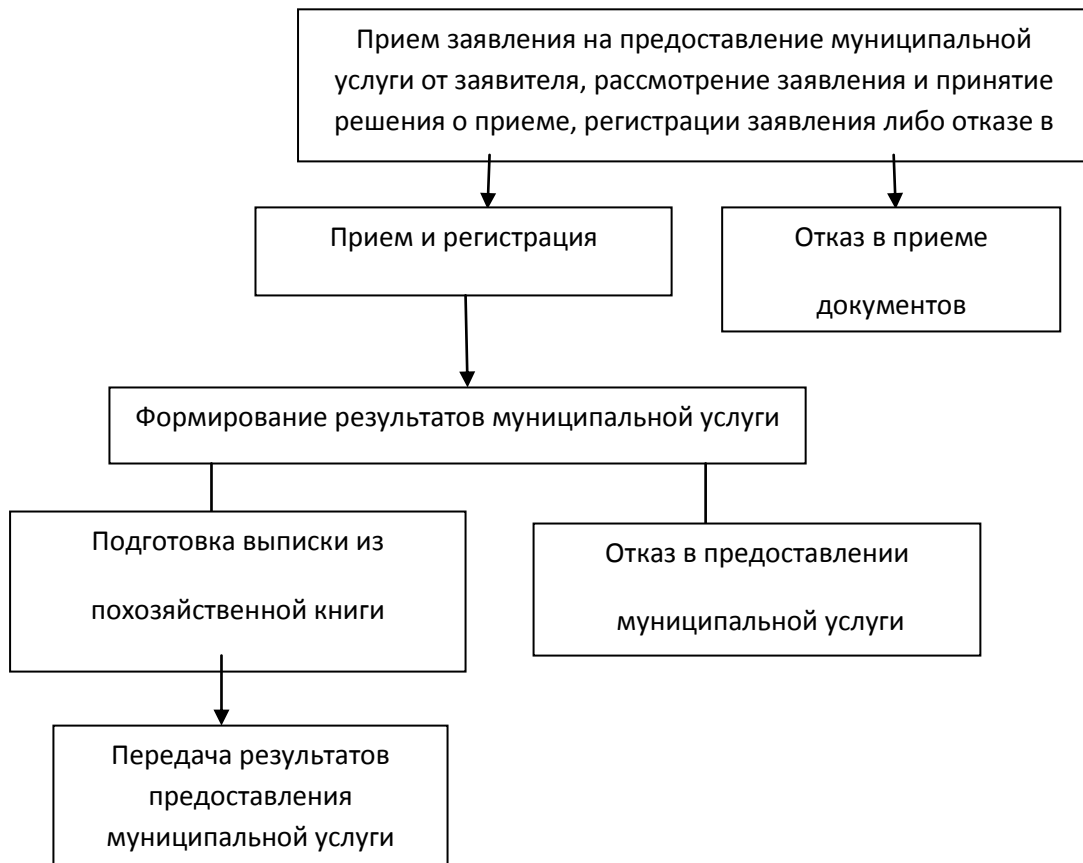 Прием заявления на предоставление муниципальной
услуги от заявителя, рассмотрение заявления и принятие
решения о приеме, регистрации заявления либо отказе в
Прием и регистрация
Отказ в приеме
документов
Формирование результатов муниципальной услуги
Подготовка выписки из
похозяйственной книги
Отказ в предоставлении
муниципальной услуги
Передача результатов
предоставления
муниципальной услуги